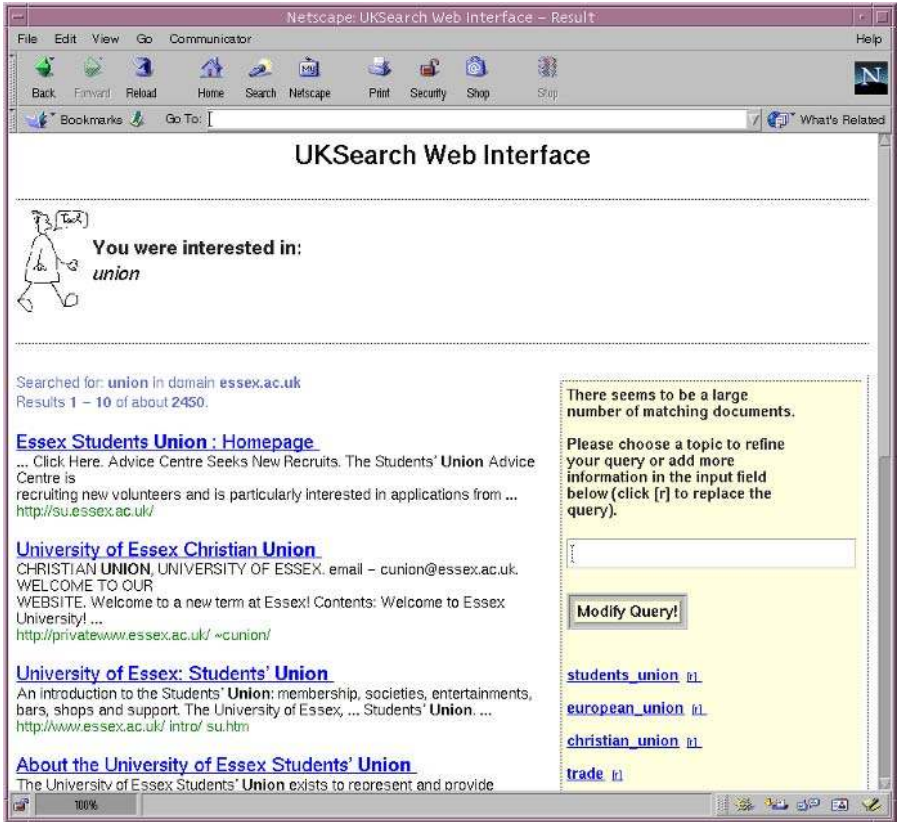 Netscape: UKSearch Web Interface – Result
File Edit View Go Communicator Help
Back Forward Reload Home Search Netscape Print Security Shop Stop
Bookmarks Go To: What's Related
UKSearch Web Interface
You were interested in:
union
Searched for: union in domain essex.ac.uk
Results 1 – 10 of about 2450.
Essex Students Union : Homepage
... Click Here. Advice Centre Seeks New Recruits. The Students' Union Advice
Centre is
recruiting new volunteers and is particularly interested in applications from ...
http://su.essex.ac.uk/
University of Essex Christian Union
CHRISTIAN UNION, UNIVERSITY OF ESSEX. email – cunion@essex.ac.uk.
WELCOME TO OUR
WEBSITE. Welcome to a new term at Essex! Contents: Welcome to Essex
University! ...
http://privatewww.essex.ac.uk/ ~cunion/
University of Essex: Students' Union
An introduction to the Students' Union: membership, societies, entertainments,
bars, shops and support. The University of Essex, ... Students' Union. ...
http://www.essex.ac.uk/ intro/ su.htm
About the University of Essex Students' Union
The University of Essex Students' Union exists to represent and provide
There seems to be a large
number of matching documents.
Please choose a topic to refine
your query or add more
information in the input field
below (click [r] to replace the
query).
Modify Query!
students_union [r]
european_union [r]
christian_union [r]
trade [r]
100%